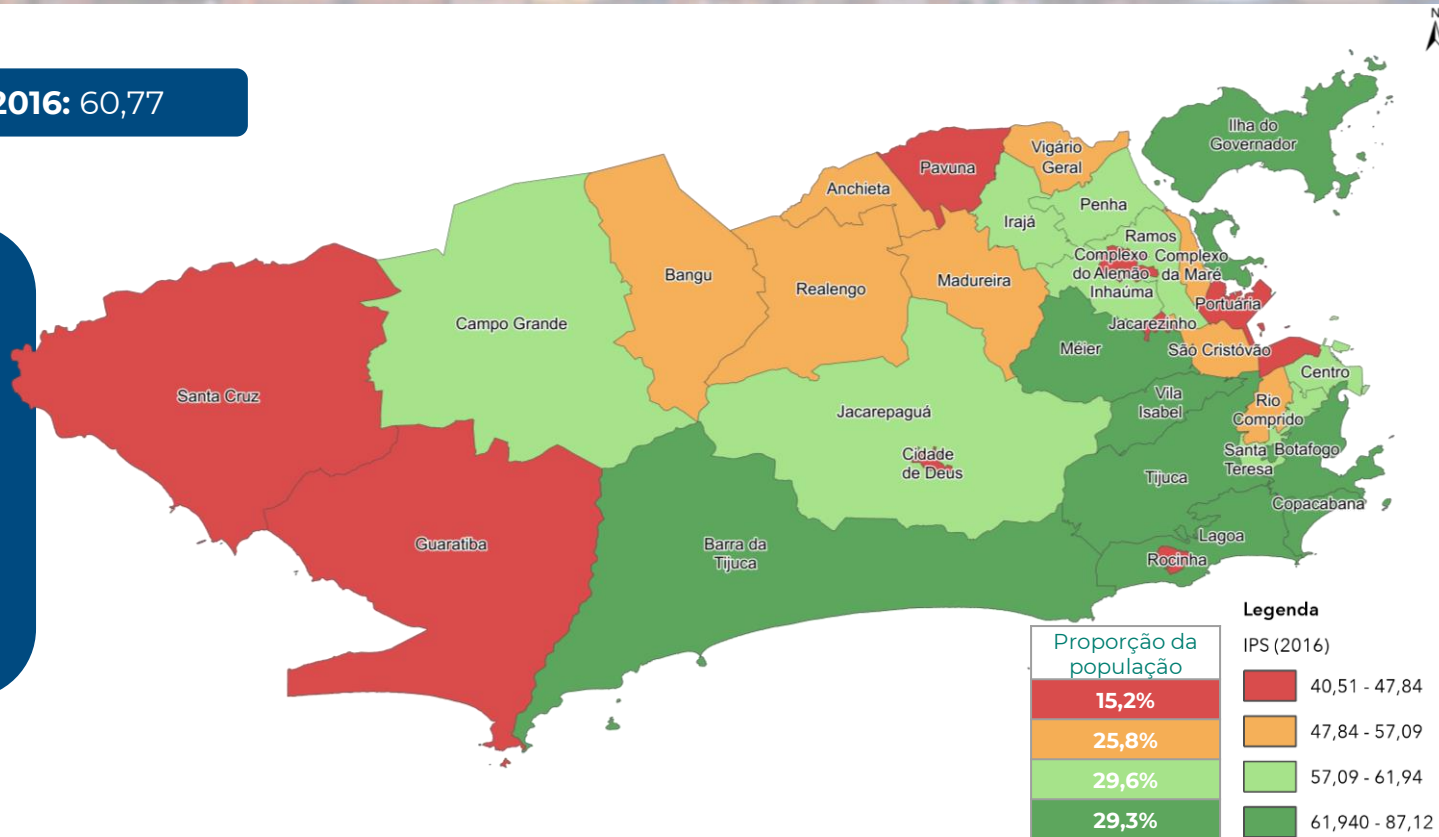 N
2016: 60,77
Ilha do
Governador
Vigário
Geral
Pavuna
Anchieta
Penha
Irajá
Ramos
Complexo
do Alemão
Complexo
da Maré
Bangu
Realengo
Madureira
Inhaúma
Portuária
Campo Grande
Jacarezinho
Méier
São Cristóvão
Centro
Santa Cruz
Vila
Isabel
Rio
Comprido
Jacarepaguá
Cidade
de Deus
Santa
Teresa
Botafogo
Tijuca
Copacabana
Guaratiba
Barra da
Tijuca
Lagoa
Rocinha
Proporção da
população
15,2%
25,8%
29,6%
29,3%
Legenda
IPS (2016)
40,51 - 47,84
47,84 - 57,09
57,09 - 61,94
61,940 - 87,12